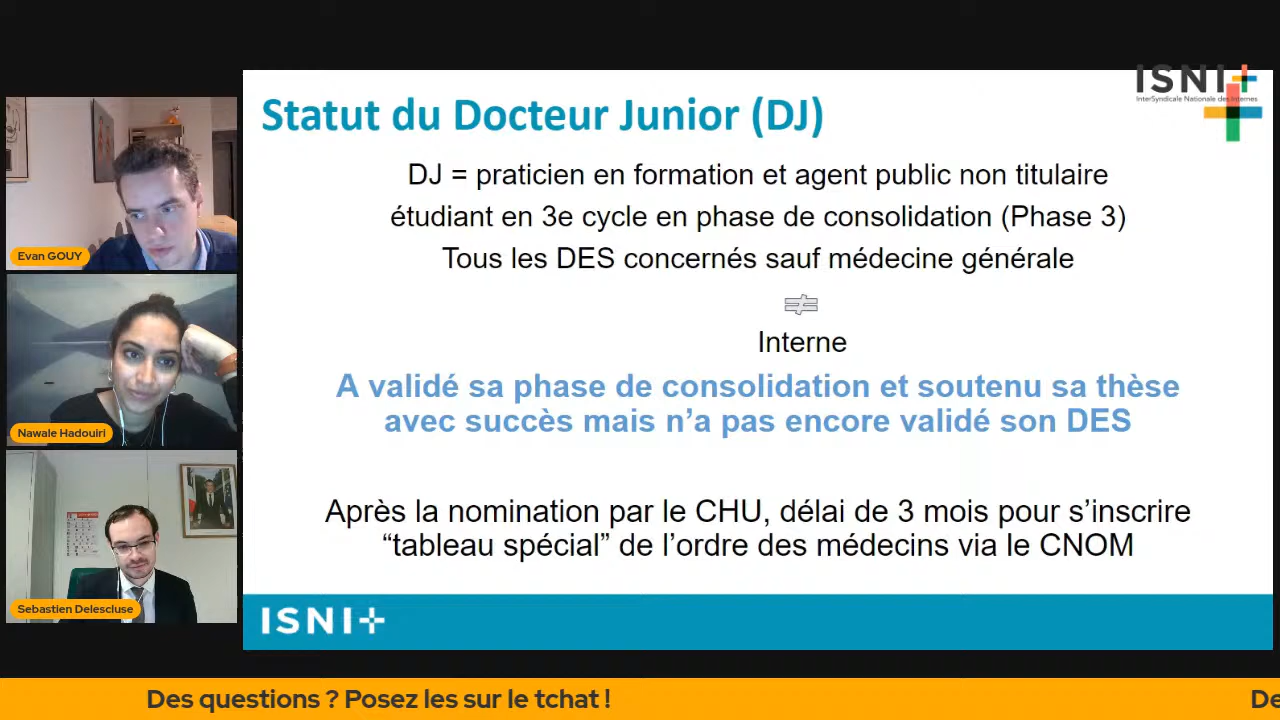 ISNI+
InterSyndicale Nationale des Internes
Statut du Docteur Junior (DJ)
DJ = praticien en formation et agent public non titulaire
étudiant en 3e cycle en phase de consolidation (Phase 3)
Tous les DES concernés sauf médecine générale
≠
Interne
A validé sa phase de consolidation et soutenu sa thèse
avec succès mais n’a pas encore validé son DES
Après la nomination par le CHU, délai de 3 mois pour s’inscrire
“tableau spécial” de l’ordre des médecins via le CNOM
ISNI+
Evan GOUY
Nawale Hadouiri
Sebastien Delescluse
Des questions ? Posez les sur le tchat !
De